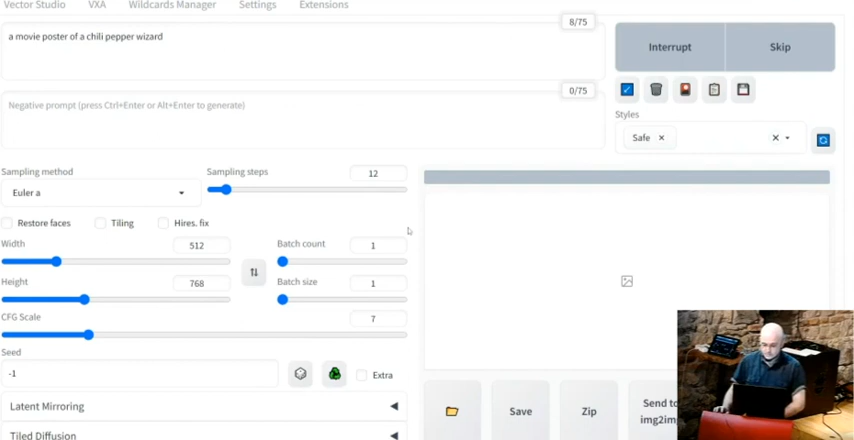 Vector Studio VXA Wildcards Manager Settings Extensions
8/75
a movie poster of a chili pepper wizard
Interrupt Skip
0/75
Negative prompt (press Ctrl+Enter or Alt+Enter to generate)
Styles
Safe × ×
Sampling method
Sampling steps 12
Euler a
Restore faces Tiling Hires. fix
Width 512
Batch count 1
Height 768
Batch size 1
CFG Scale 7
Seed
-1
Extra
Latent Mirroring
Tiled Diffusion
Save Zip Send to
img2im